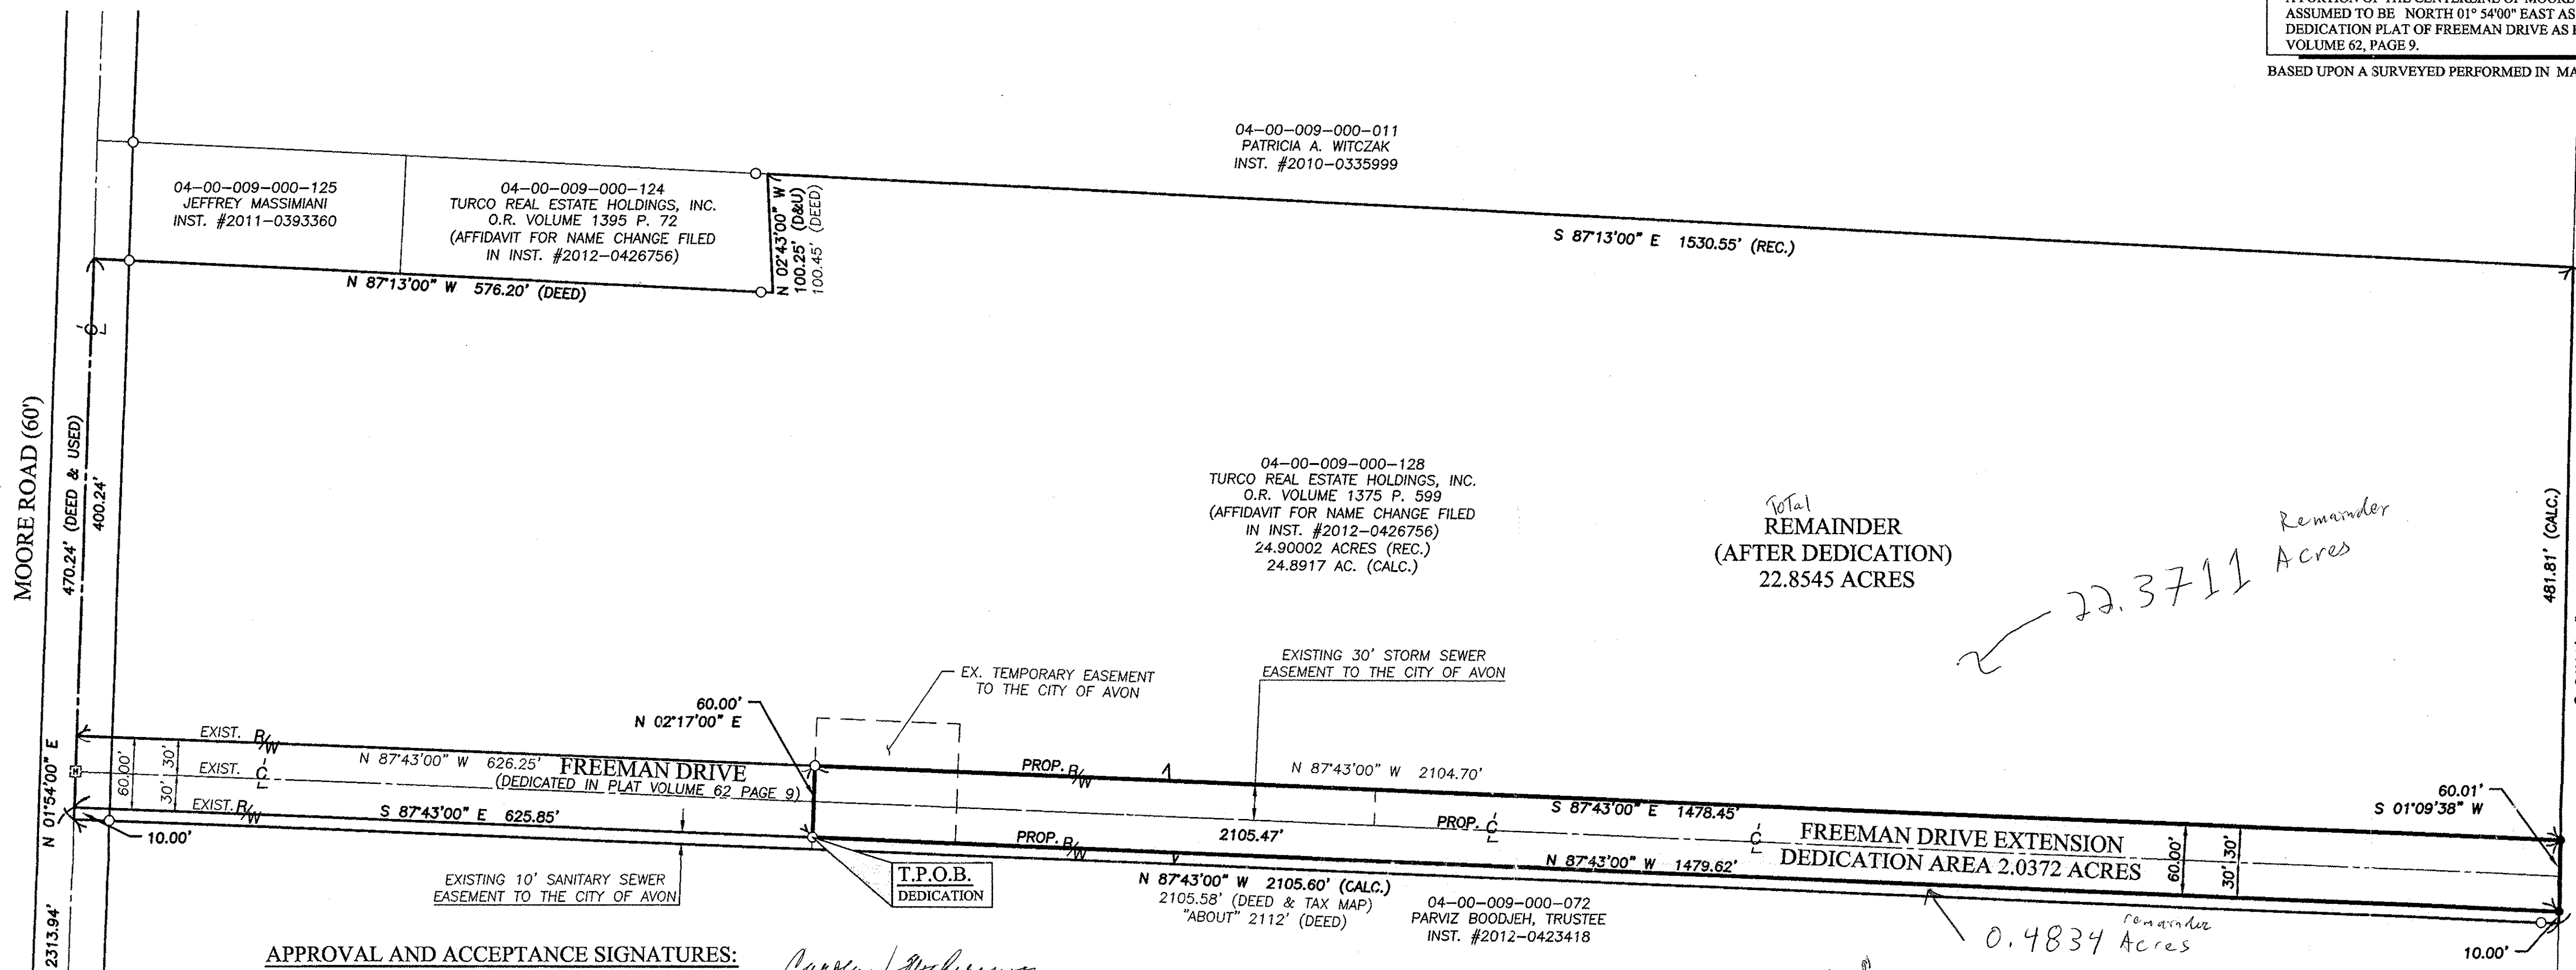 ASSUMED TO BE NORTH 01° 54'00" EAST AS
DEDICATION PLAT OF FREEMAN DRIVE AS
VOLUME 62, PAGE 9.
BASED UPON A SURVEYED PERFORMED IN MA
04-00-009-000-011
PATRICIA A. WITCZAK
INST. #2010-0335999
04-00-009-000-125
JEFFREY MASSIMIANI
INST. #2011-0393360
04-00-009-000-124
TURCO REAL ESTATE HOLDINGS, INC.
O.R. VOLUME 1395 P. 72
(AFFIDAVIT FOR NAME CHANGE FILED
IN INST. #2012-0426756)
N 02°43'00" W
100.25' (D&U)
100.45' (DEED)
S 87°13'00" E 1530.55' (REC.)
N 87°13'00" W 576.20' (DEED)
MOORE ROAD (60')
470.24' (DEED & USED)
400.24'
04-00-009-000-128
TURCO REAL ESTATE HOLDINGS, INC.
O.R. VOLUME 1375 P. 599
(AFFIDAVIT FOR NAME CHANGE FILED
IN INST. #2012-0426756)
24.90002 ACRES (REC.)
24.8917 AC. (CALC.)
Total
REMAINDER
(AFTER DEDICATION)
22.8545 ACRES
22.3711
Remainder
Acres
481.81' (CALC.)
EX. TEMPORARY EASEMENT
TO THE CITY OF AVON
EXISTING 30' STORM SEWER
EASEMENT TO THE CITY OF AVON
60.00'
N 02°17'00" E
EXIST. R/W
N 87°43'00" W 626.25'
FREEMAN DRIVE
(DEDICATED IN PLAT VOLUME 62 PAGE 9)
EXIST. CL
60.00'
30' 30'
EXIST. R/W
S 87°43'00" E 625.85'
10.00'
N 01°54'00" E
2313.94'
PROP. R/W
N 87°43'00" W 2104.70'
S 87°43'00" E 1478.45'
2105.47'
PROP. CL
CL
PROP. R/W
N 87°43'00" W 1479.62'
FREEMAN DRIVE EXTENSION
DEDICATION AREA 2.0372 ACRES
60.00'
30' 30'
60.01'
S 01°09'38" W
EXISTING 10' SANITARY SEWER
EASEMENT TO THE CITY OF AVON
T.P.O.B.
DEDICATION
N 87°43'00" W 2105.60' (CALC.)
2105.58' (DEED & TAX MAP)
"ABOUT" 2112' (DEED)
04-00-009-000-072
PARVIZ BOODJEH, TRUSTEE
INST. #2012-0423418
remainder
0.4834 Acres
10.00'
APPROVAL AND ACCEPTANCE SIGNATURES: